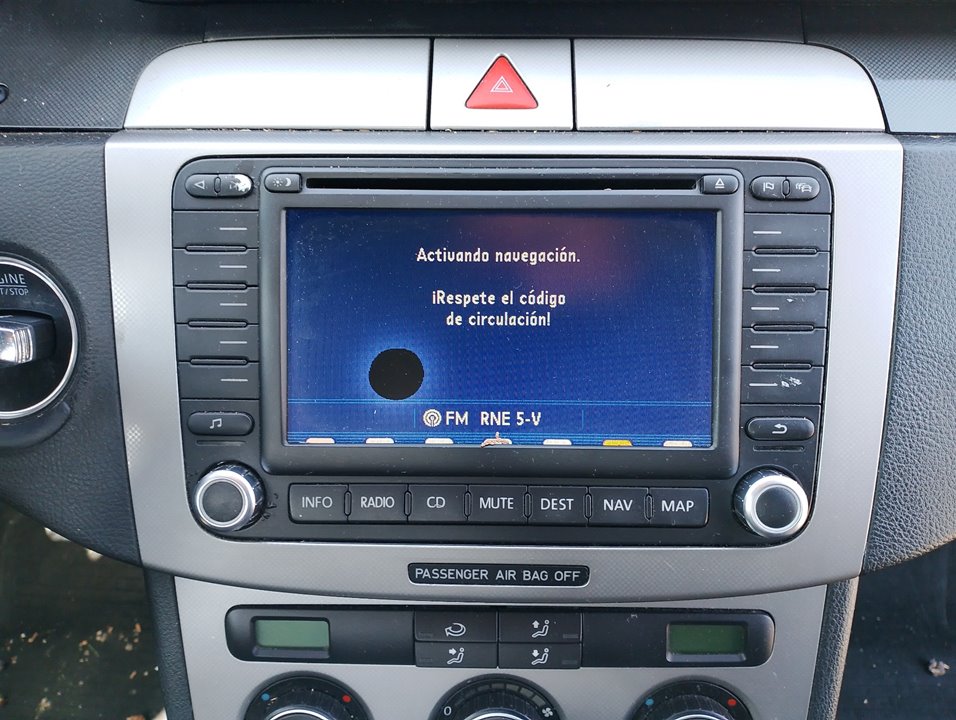 Activando navegación.
¡Respete el código
de circulación!
FM RNE 5-V
INFO RADIO CD MUTE DEST NAV MAP
PASSENGER AIR BAG OFF
0